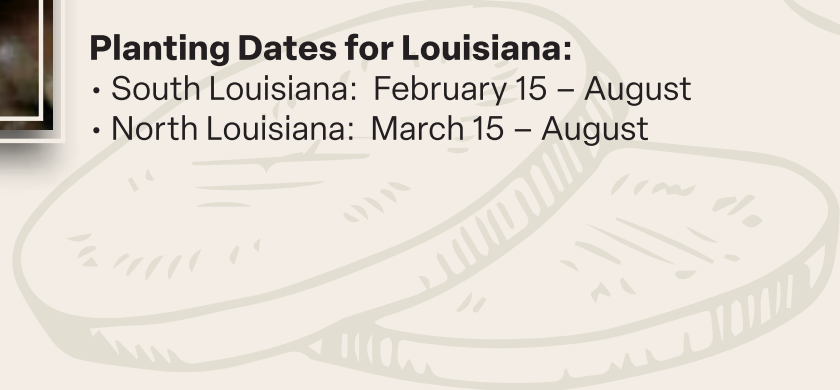 Planting Dates for Louisiana:
• South Louisiana: February 15 – August
• North Louisiana: March 15 – August